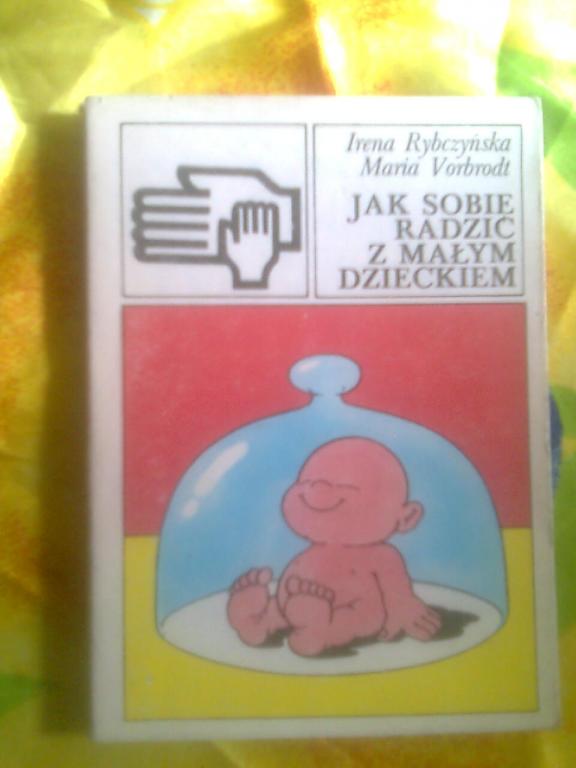 Irena Rybczyńska
Maria Vorbrodt
JAK SOBIE
RADZIĆ
Z MAŁYM
DZIECKIEM